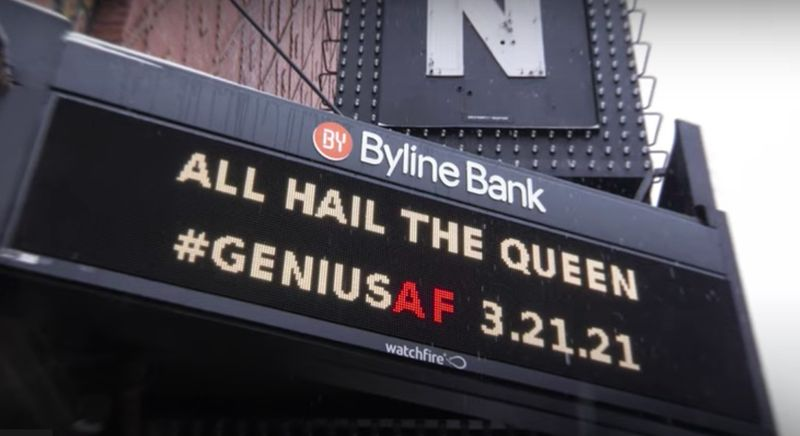 N
BY Byline Bank
ALL HAIL THE QUEEN
#GENIUSAF 3.21.21
watchfire